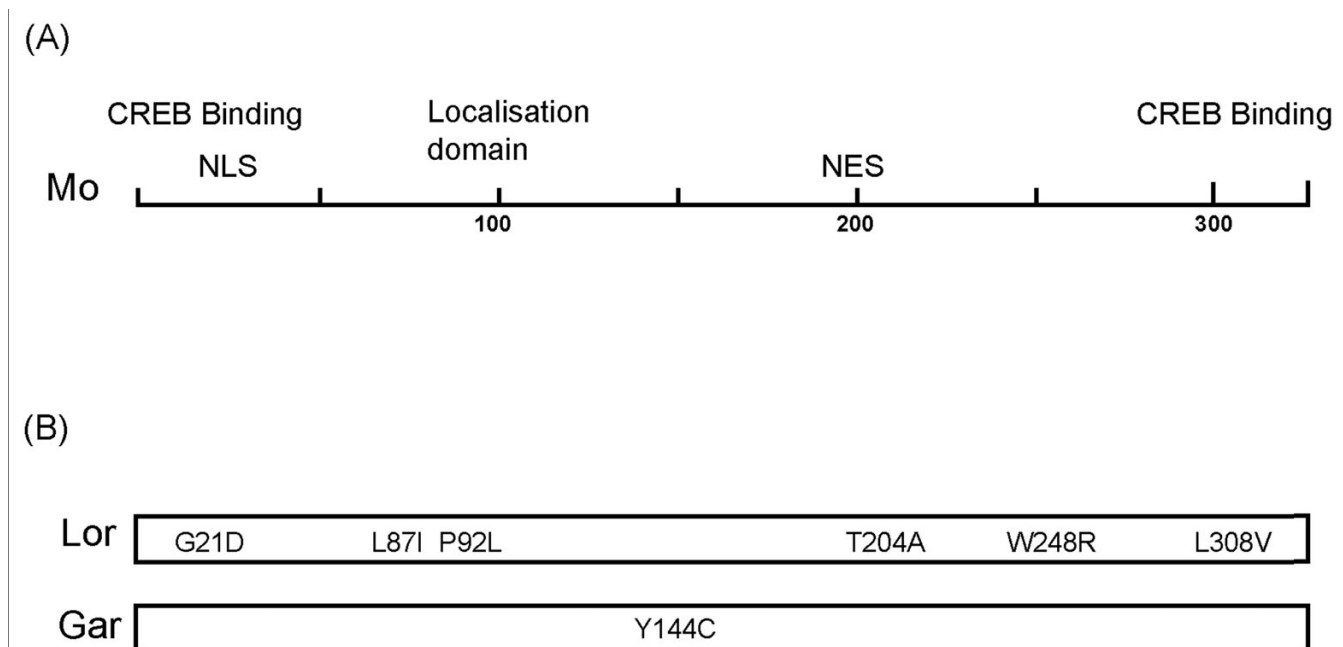 (A)
CREB Binding
Localisation
domain
CREB Binding
NLS
NES
Mo
100
200
300
(B)
Lor
G21D
L87I
P92L
T204A
W248R
L308V
Gar
Y144C